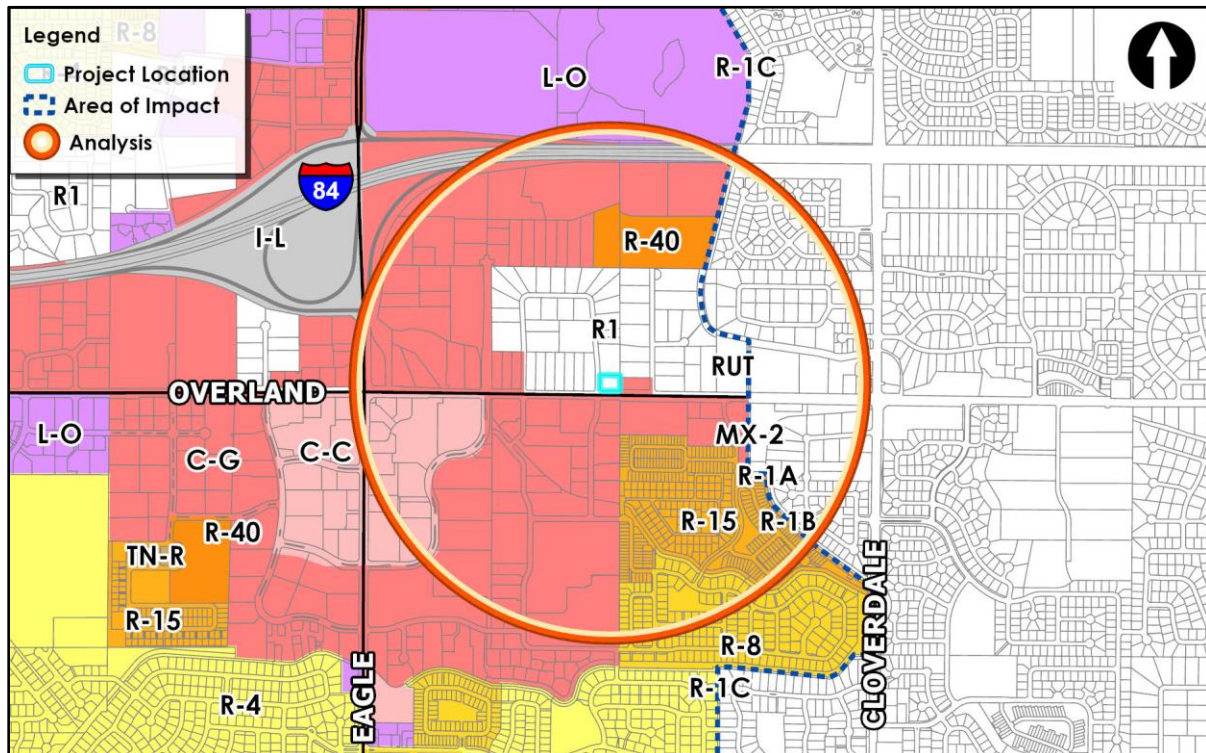 Legend
Project Location
Area of Impact
Analysis
R-8
L-O
R-1C
R1
84
I-L
R-40
R1
RUT
OVERLAND
L-O
C-G
C-C
MX-2
R-1A
R-15
R-1B
R-40
TN-R
R-15
R-8
R-4
R-1C
EAGLE
CLOVERDALE